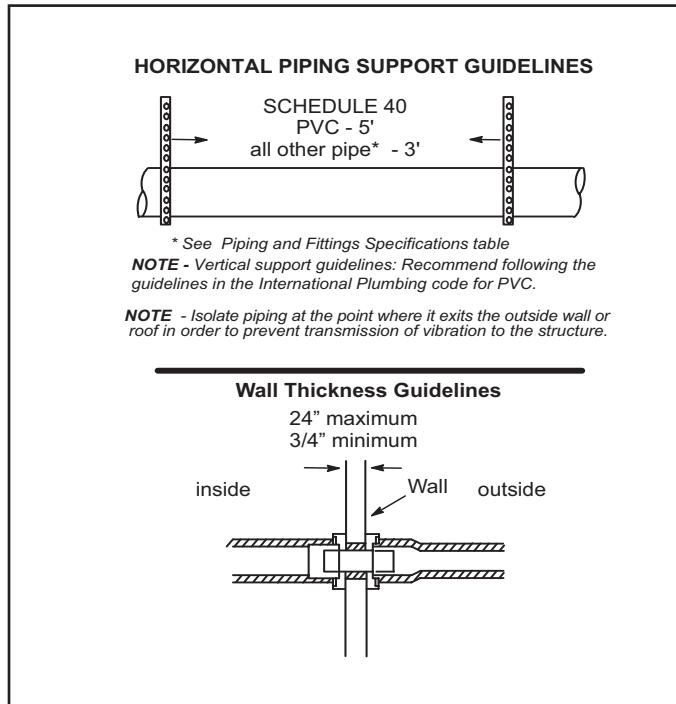 HORIZONTAL PIPING SUPPORT GUIDELINES
SCHEDULE 40
PVC - 5'
all other pipe* - 3'
* See Piping and Fittings Specifications table
NOTE - Vertical support guidelines: Recommend following the
guidelines in the International Plumbing code for PVC.
NOTE - Isolate piping at the point where it exits the outside wall or
roof in order to prevent transmission of vibration to the structure.
Wall Thickness Guidelines
24” maximum
3/4” minimum
inside
Wall
outside